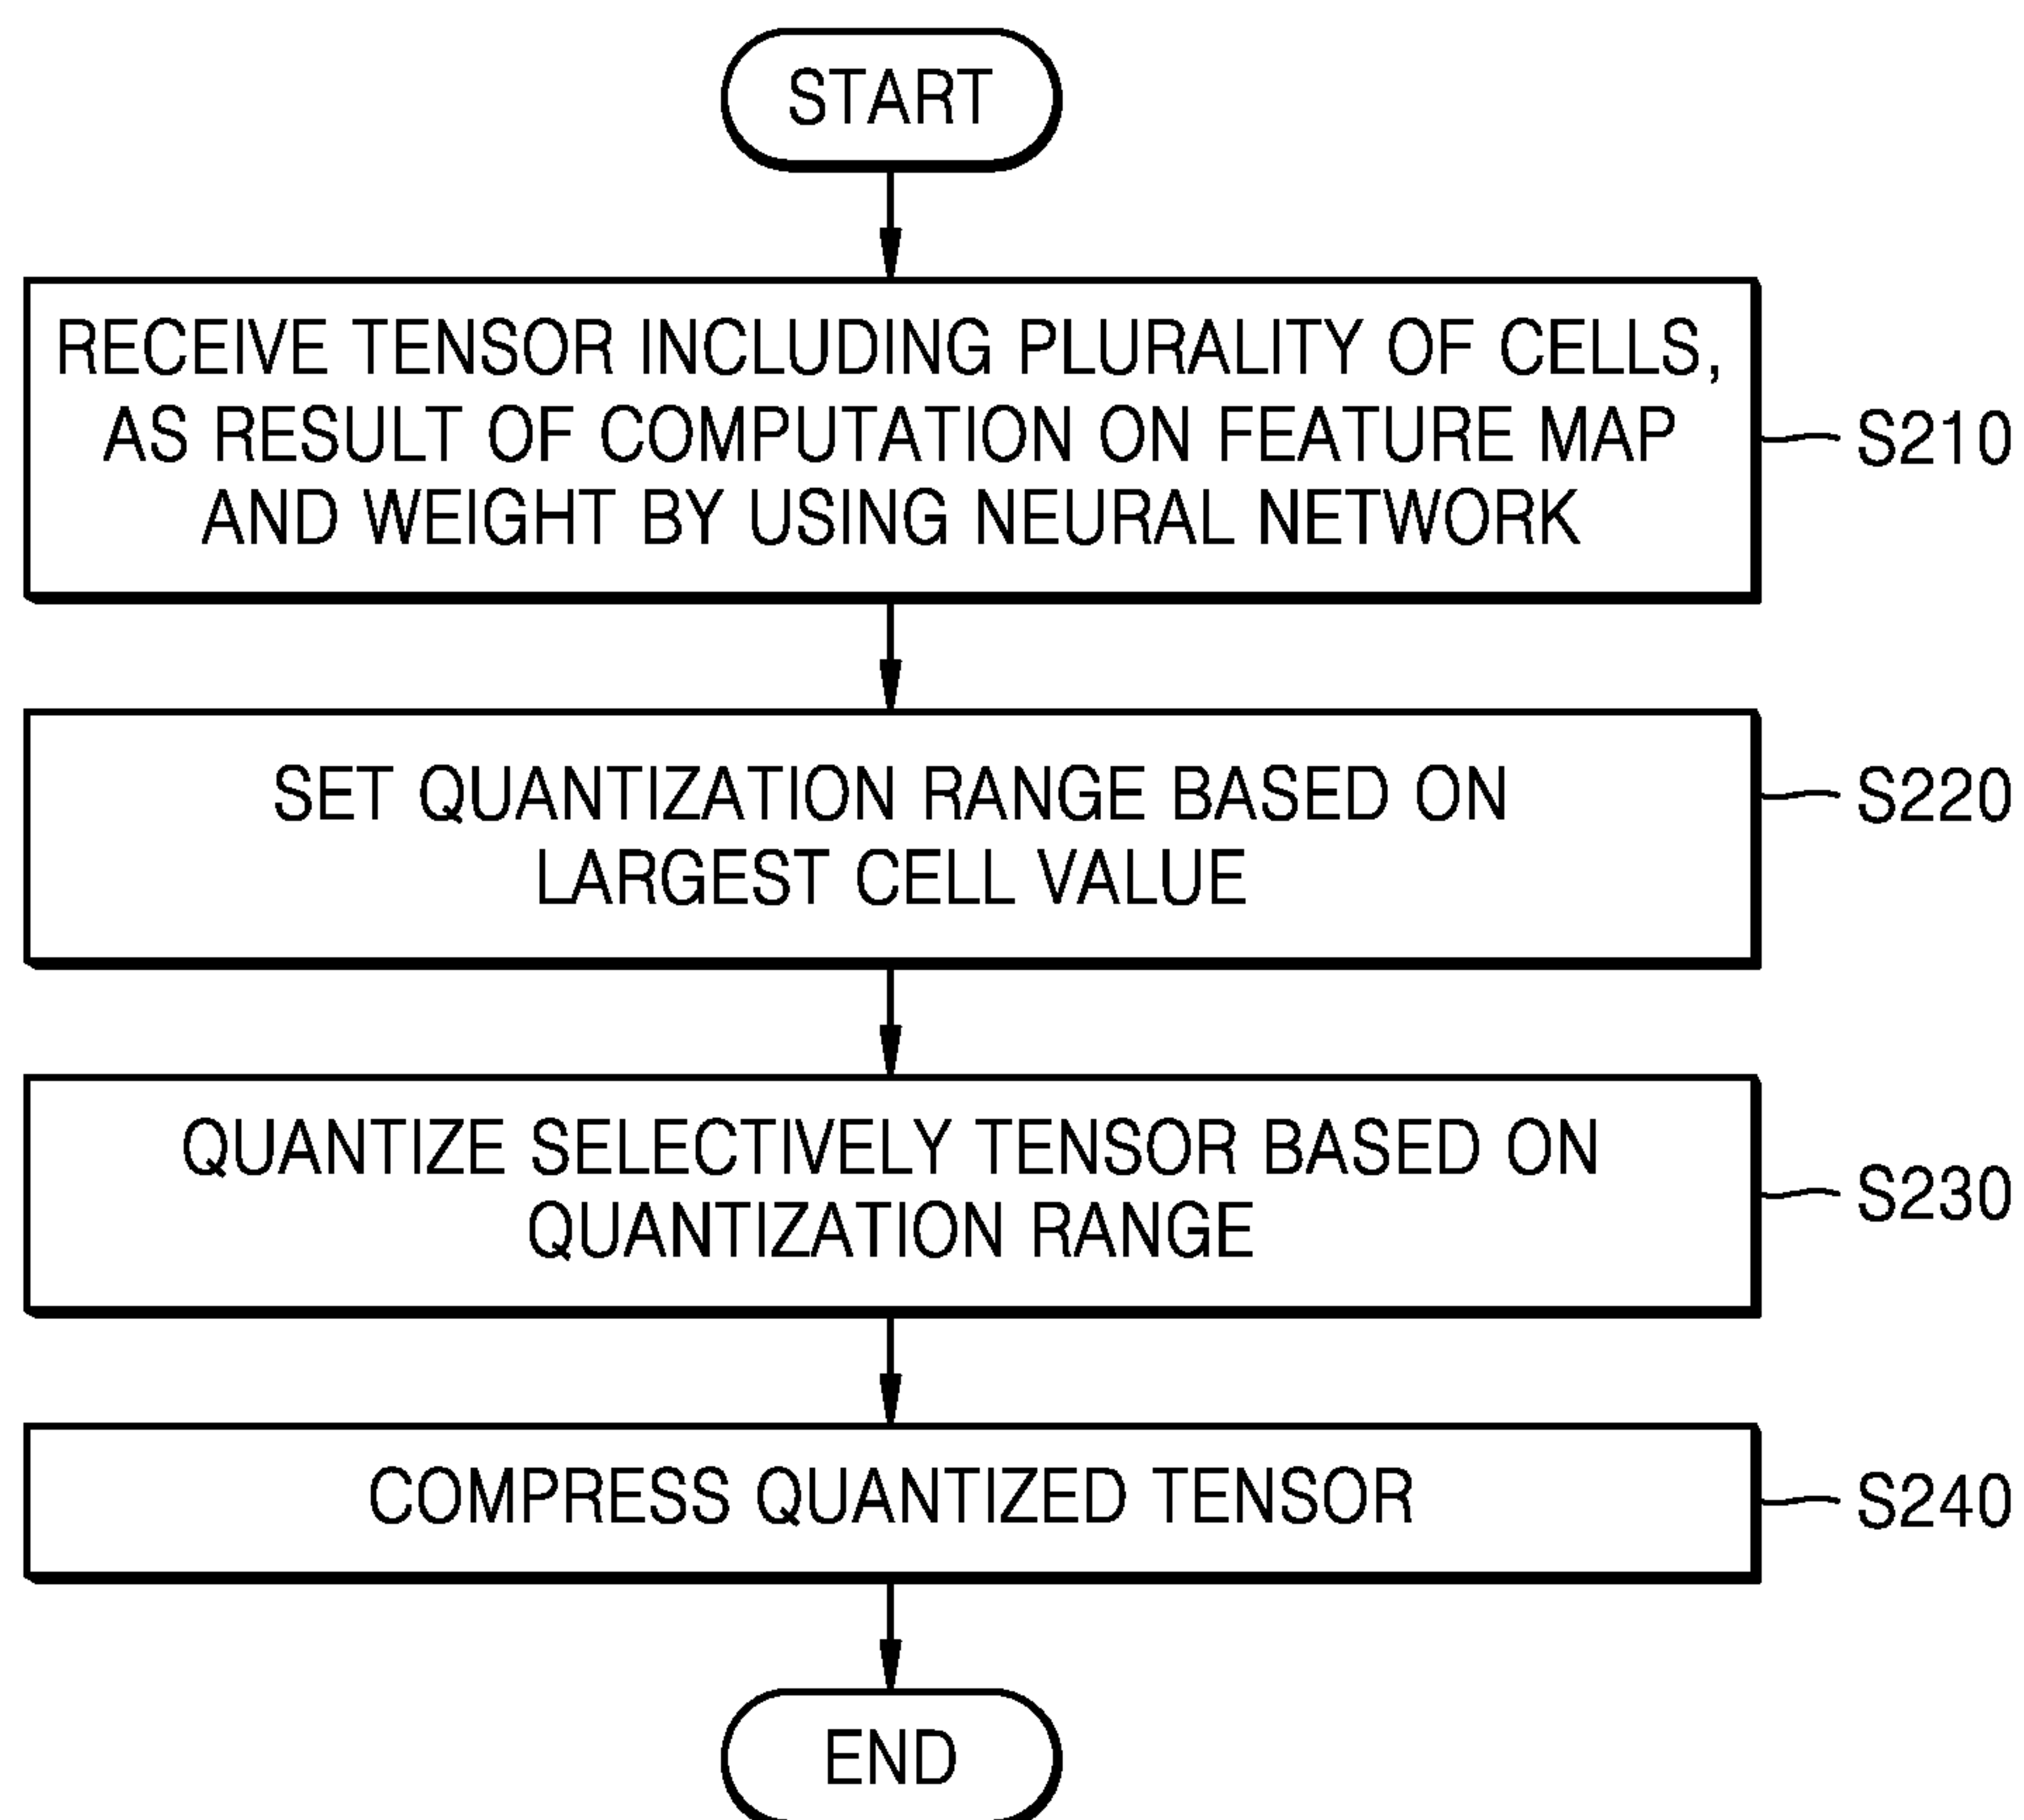 START
RECEIVE TENSOR INCLUDING PLURALITY OF CELLS,
AS RESULT OF COMPUTATION ON FEATURE MAP
AND WEIGHT BY USING NEURAL NETWORK
S210
SET QUANTIZATION RANGE BASED ON
LARGEST CELL VALUE
S220
QUANTIZE SELECTIVELY TENSOR BASED ON
QUANTIZATION RANGE
S230
COMPRESS QUANTIZED TENSOR
S240
END